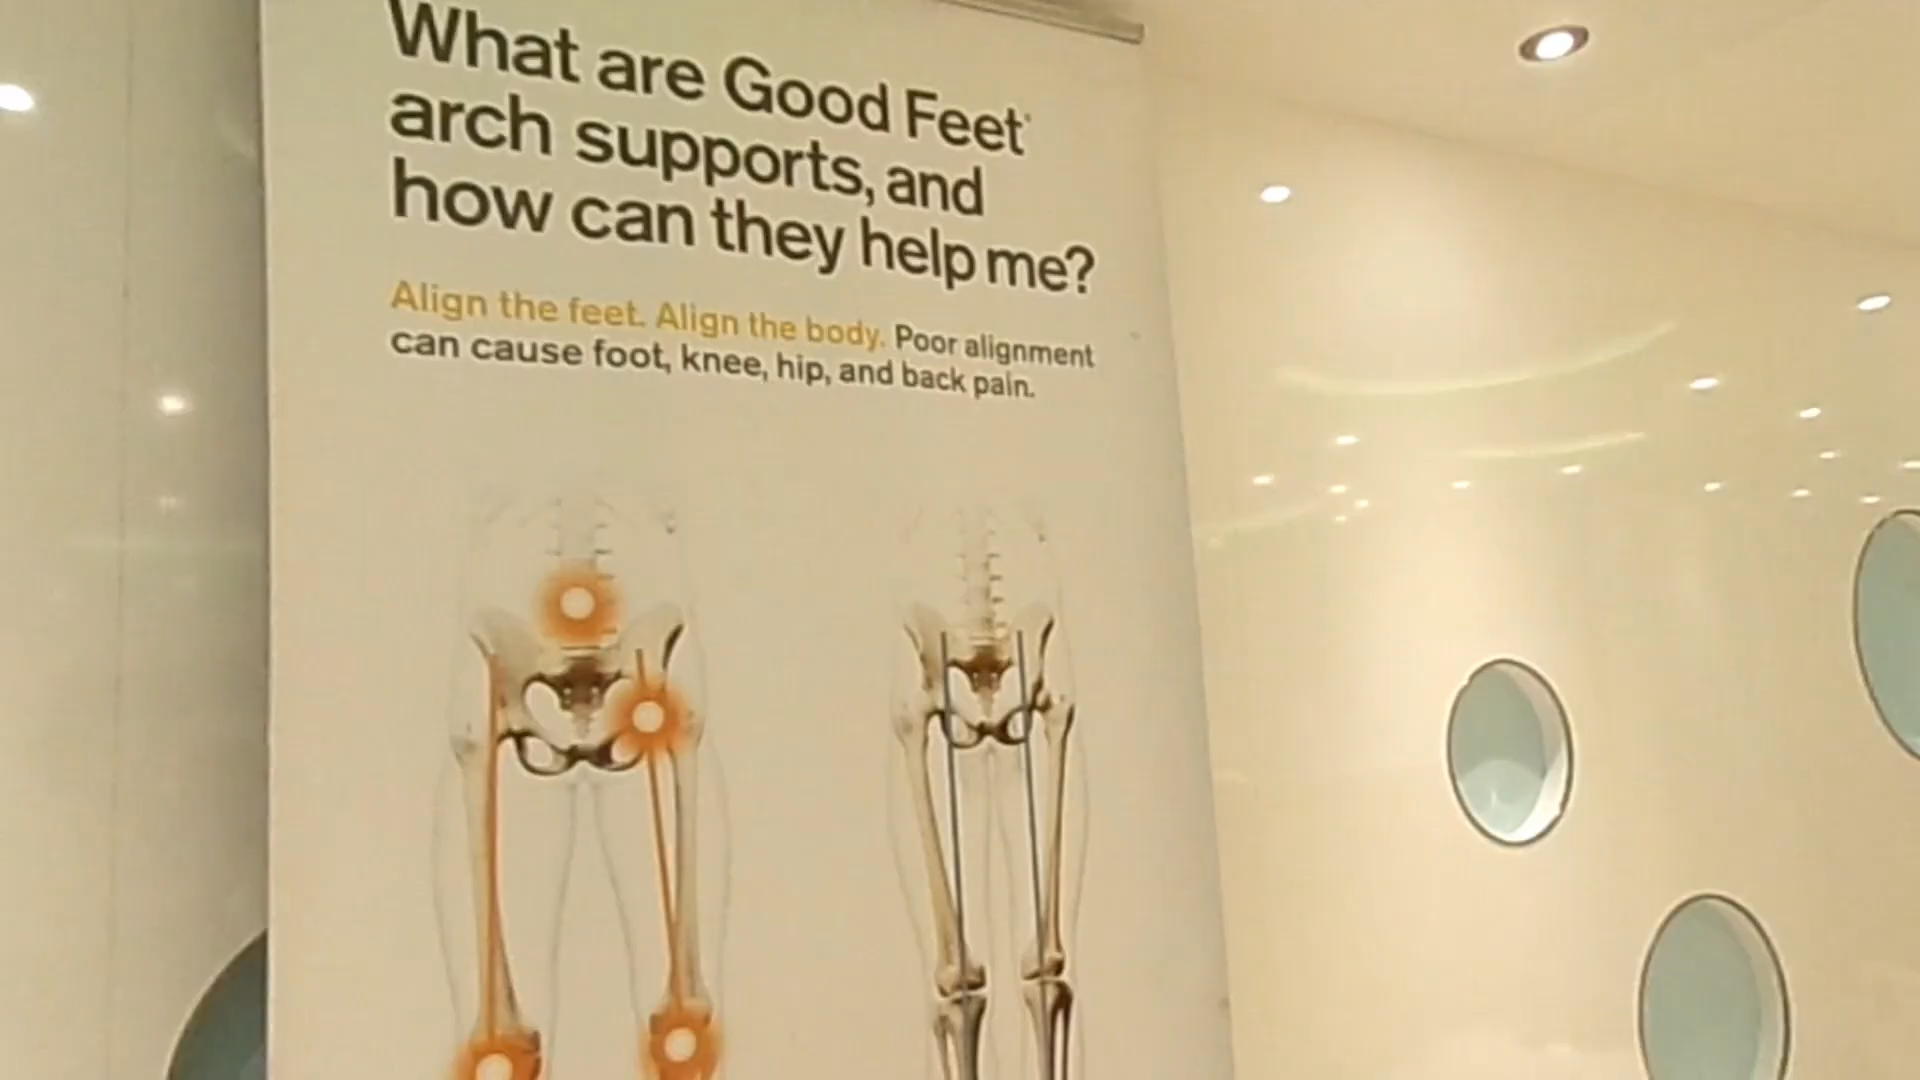 What are Good Feet
arch supports, and
how can they help me?
Align the feet. Align the body. Poor alignment
can cause foot, knee, hip, and back pain.